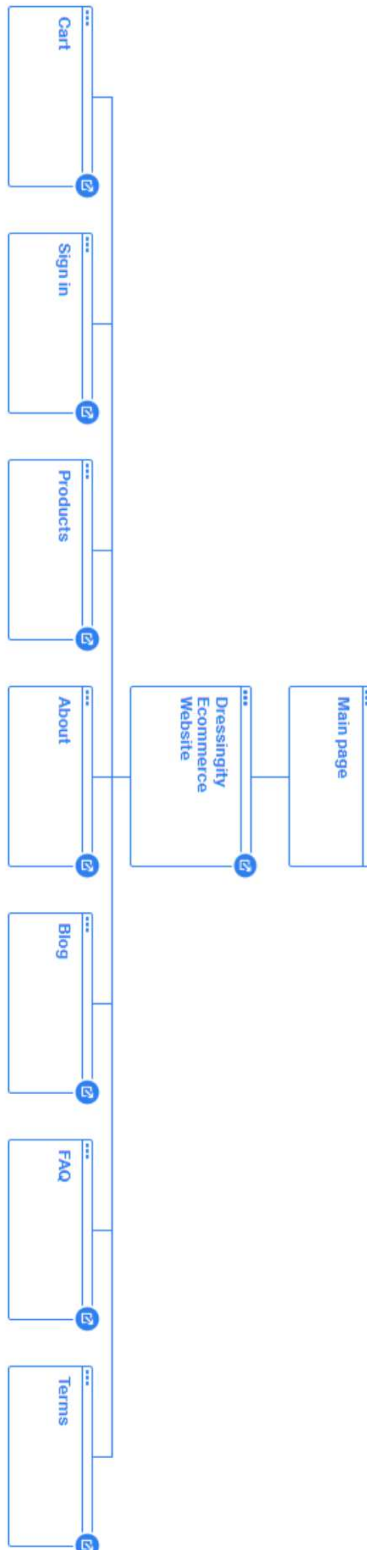 Main page
Dressingity
Ecommerce
Website
Cart
Sign in
Products
About
Blog
FAQ
Terms